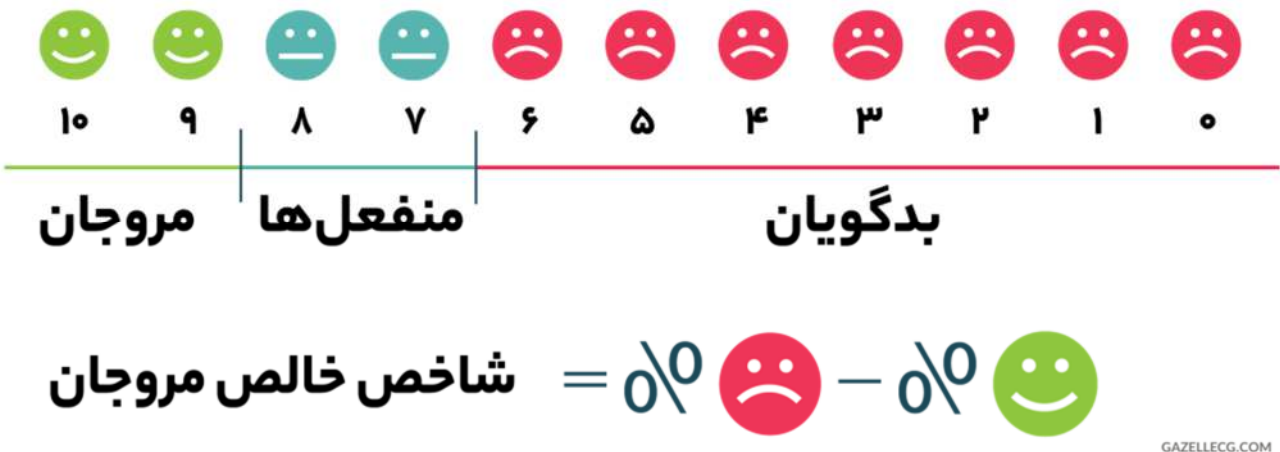 ۱۰ ۹ ۸ ۷ ۶ ۵ ۴ ۳ ۲ ۱ ۰
مروجان منفعل‌ها بدگویان
شاخص خالص مروجان = % - %
GAZELLECG.COM